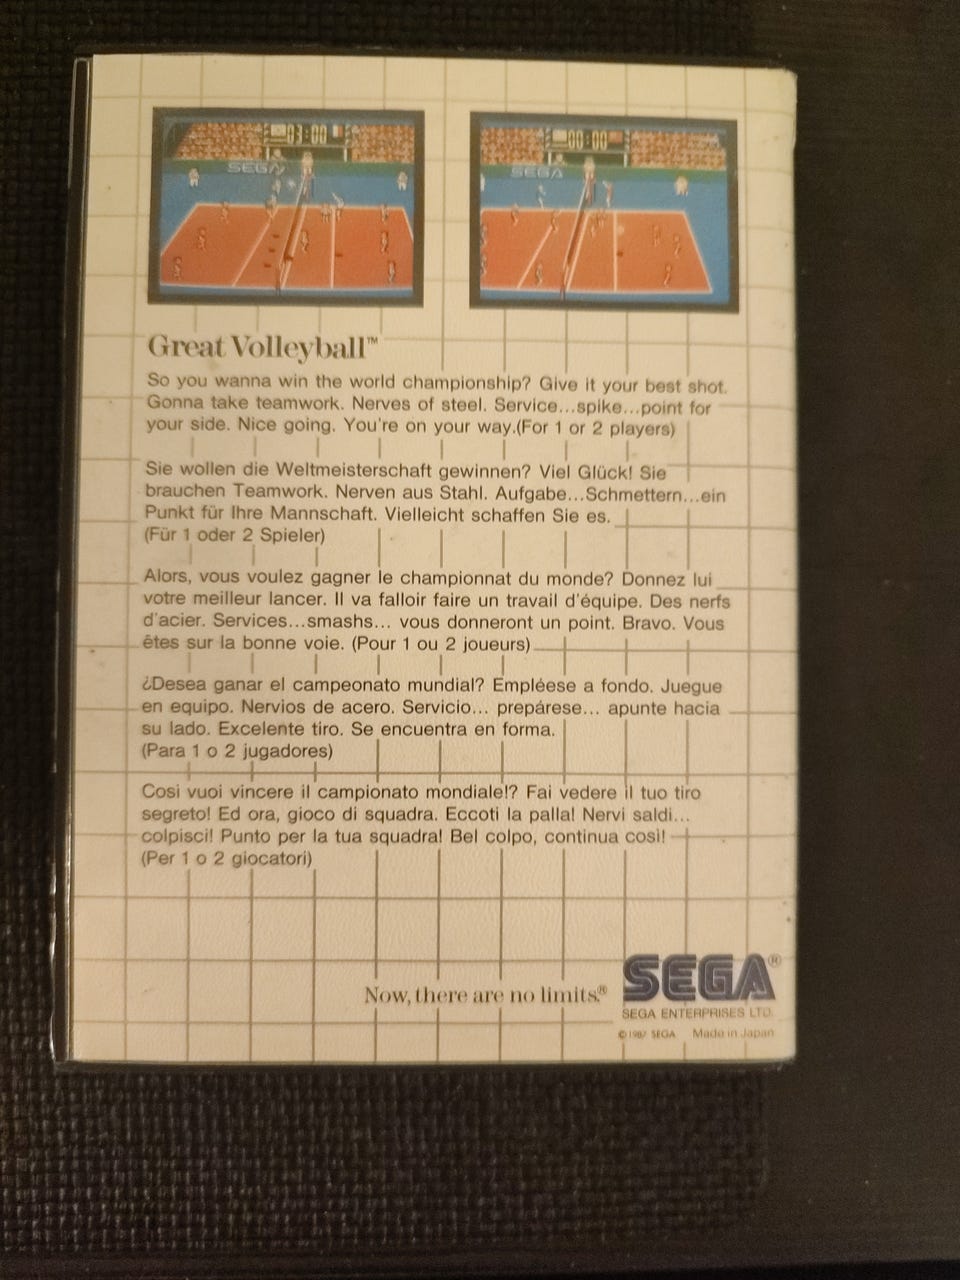 03:00
SEGA
00:00
SEGA
Great Volleyball™
So you wanna win the world championship? Give it your best shot.
Gonna take teamwork. Nerves of steel. Service...spike...point for
your side. Nice going. You're on your way.(For 1 or 2 players)
Sie wollen die Weltmeisterschaft gewinnen? Viel Glück! Sie
brauchen Teamwork. Nerven aus Stahl. Aufgabe...Schmettern...ein
Punkt für Ihre Mannschaft. Vielleicht schaffen Sie es.
(Für 1 oder 2 Spieler)
Alors, vous voulez gagner le championnat du monde? Donnez lui
votre meilleur lancer. Il va falloir faire un travail d'équipe. Des nerfs
d'acier. Services...smashs... vous donneront un point. Bravo. Vous
êtes sur la bonne voie. (Pour 1 ou 2 joueurs)
¿Desea ganar el campeonato mundial? Empléese a fondo. Juegue
en equipo. Nervios de acero. Servicio... prepárese... apunte hacia
su lado. Excelente tiro. Se encuentra en forma.
(Para 1 o 2 jugadores)
Cosi vuoi vincere il campionato mondiale!? Fai vedere il tuo tiro
segreto! Ed ora, gioco di squadra. Eccoti la palla! Nervi saldi...
colpisci! Punto per la tua squadra! Bel colpo, continua così!
(Per 1 o 2 giocatori)
Now, there are no limits.®
SEGA®
SEGA ENTERPRISES LTD.
©1987 SEGA Made in Japan